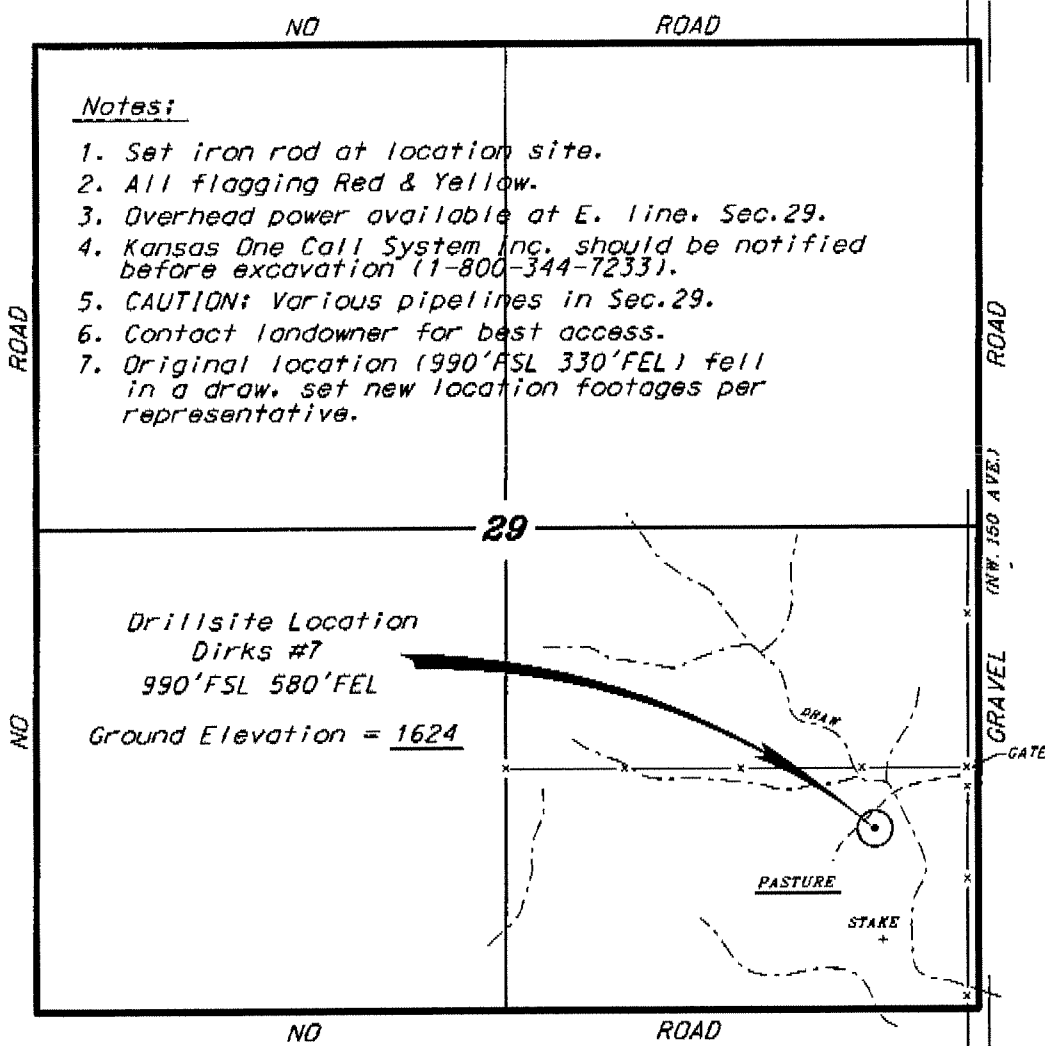 NO ROAD
Notes:
1. Set iron rod at location site.
2. All flagging Red & Yellow.
3. Overhead power available at E. line. Sec.29.
4. Kansas One Call System Inc. should be notified
before excavation (1-800-344-7233).
5. CAUTION: Various pipelines in Sec.29.
6. Contact landowner for best access.
7. Original location (990'FSL 330'FEL) fell
in a draw. set new location footages per
representative.
NO ROAD
GRAVEL (NW. 150 AVE.) ROAD
29
Drillsite Location
Dirks #7
990'FSL 580'FEL
Ground Elevation = 1624
DRAW
GATE
PASTURE
STAKE
NO ROAD